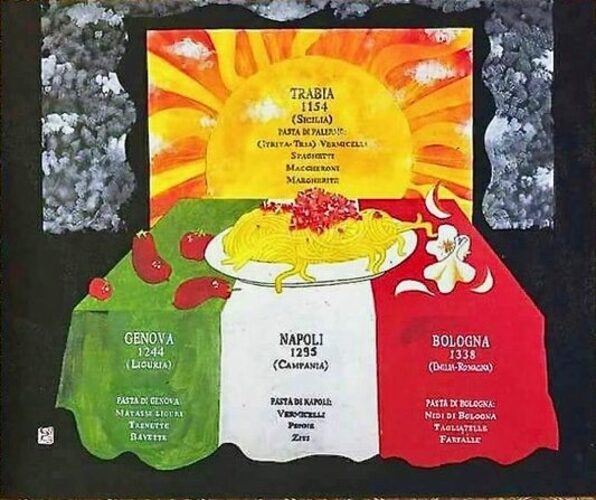 TRABIA
1154
(SICILIA)
PASTA DI PALERMO:
(ITRIYA-TRIA) VERMICELLI
SPAGHETTI
MACCHERONI
MARGHERITE
GENOVA
1244
(LIGURIA)
PASTA DI GENOVA
MATASSE LIGURI
TRENETTE
BAVETTE
NAPOLI
1295
(CAMPANIA)
PASTA DI NAPOLI:
VERMICELLI
PENNE
ZITI
BOLOGNA
1338
(EMILIA-ROMAGNA)
PASTA DI BOLOGNA:
NIDI DI BOLOGNA
TAGLIATELLE
FARFALLE